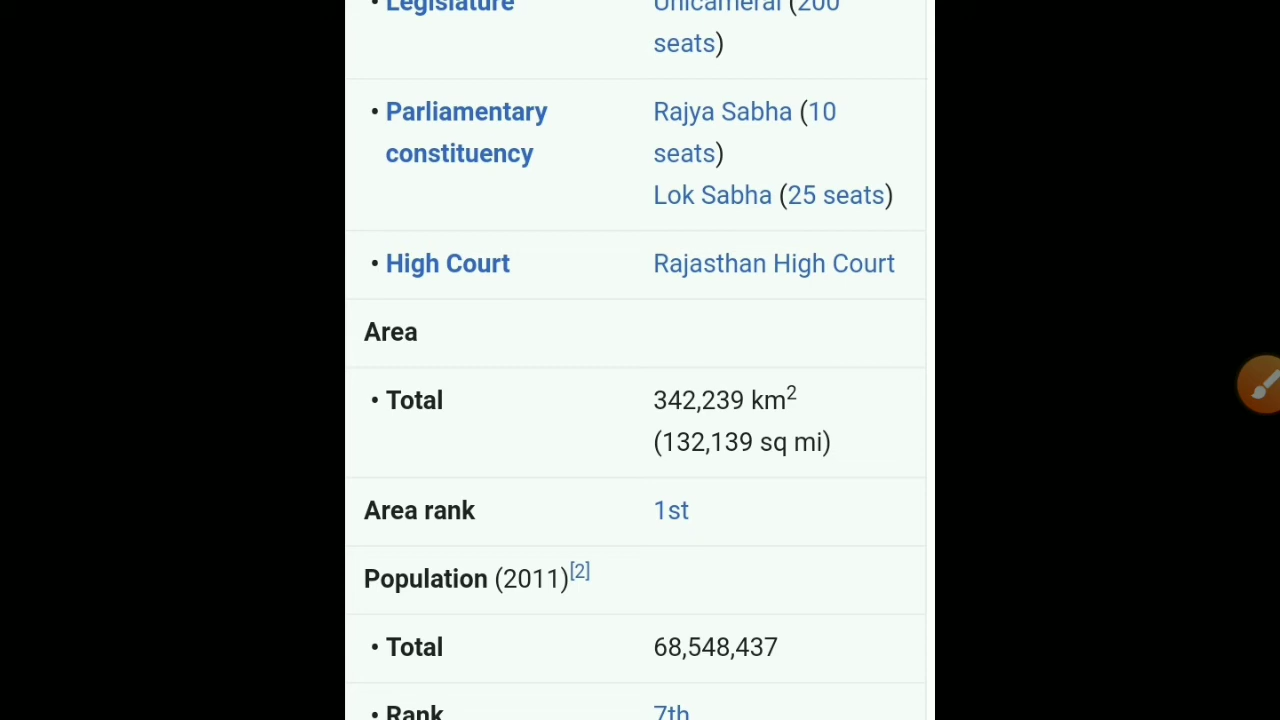 • Legislature Unicameral (200
seats)
• Parliamentary Rajya Sabha (10
constituency seats)
Lok Sabha (25 seats)
• High Court Rajasthan High Court
Area
• Total 342,239 km²
(132,139 sq mi)
Area rank 1st
Population (2011)[2]
• Total 68,548,437
• Rank 7th